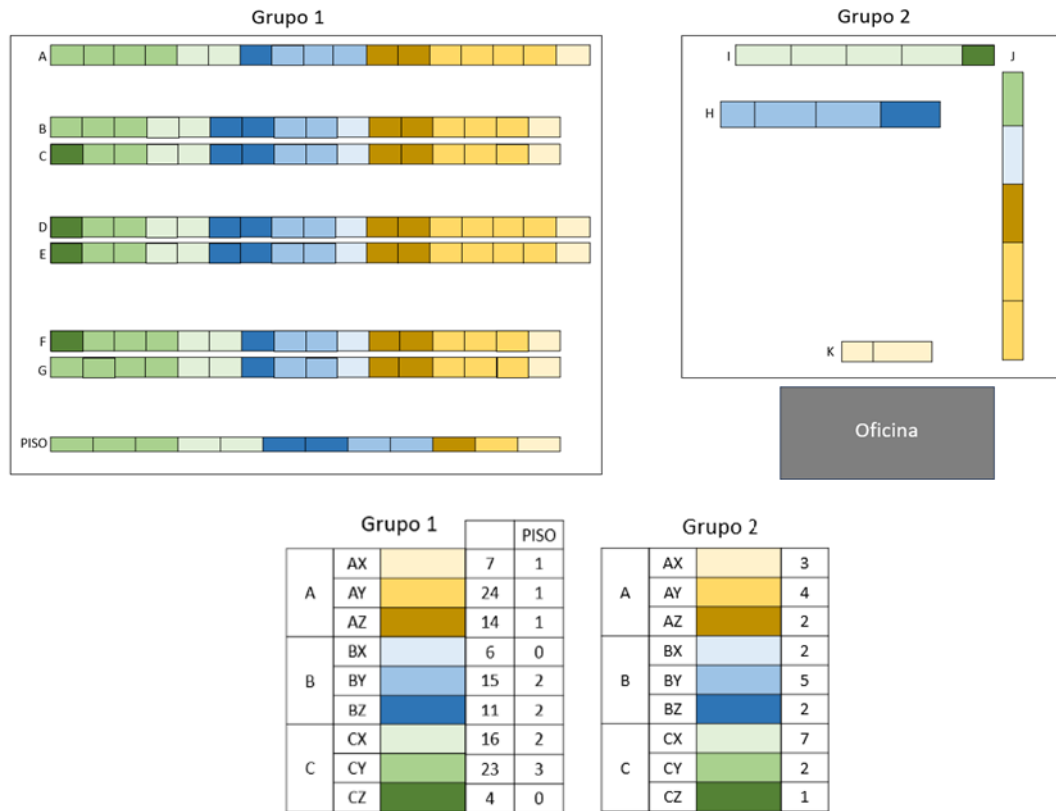 Grupo 1
A
B
C
D
E
F
G
PISO
Grupo 2
I
J
H
K
Oficina
Grupo 1
PISO
A
AX 7 1
AY 24 1
AZ 14 1
B
BX 6 0
BY 15 2
BZ 11 2
C
CX 16 2
CY 23 3
CZ 4 0
Grupo 2
A
AX 3
AY 4
AZ 2
B
BX 2
BY 5
BZ 2
C
CX 7
CY 2
CZ 1